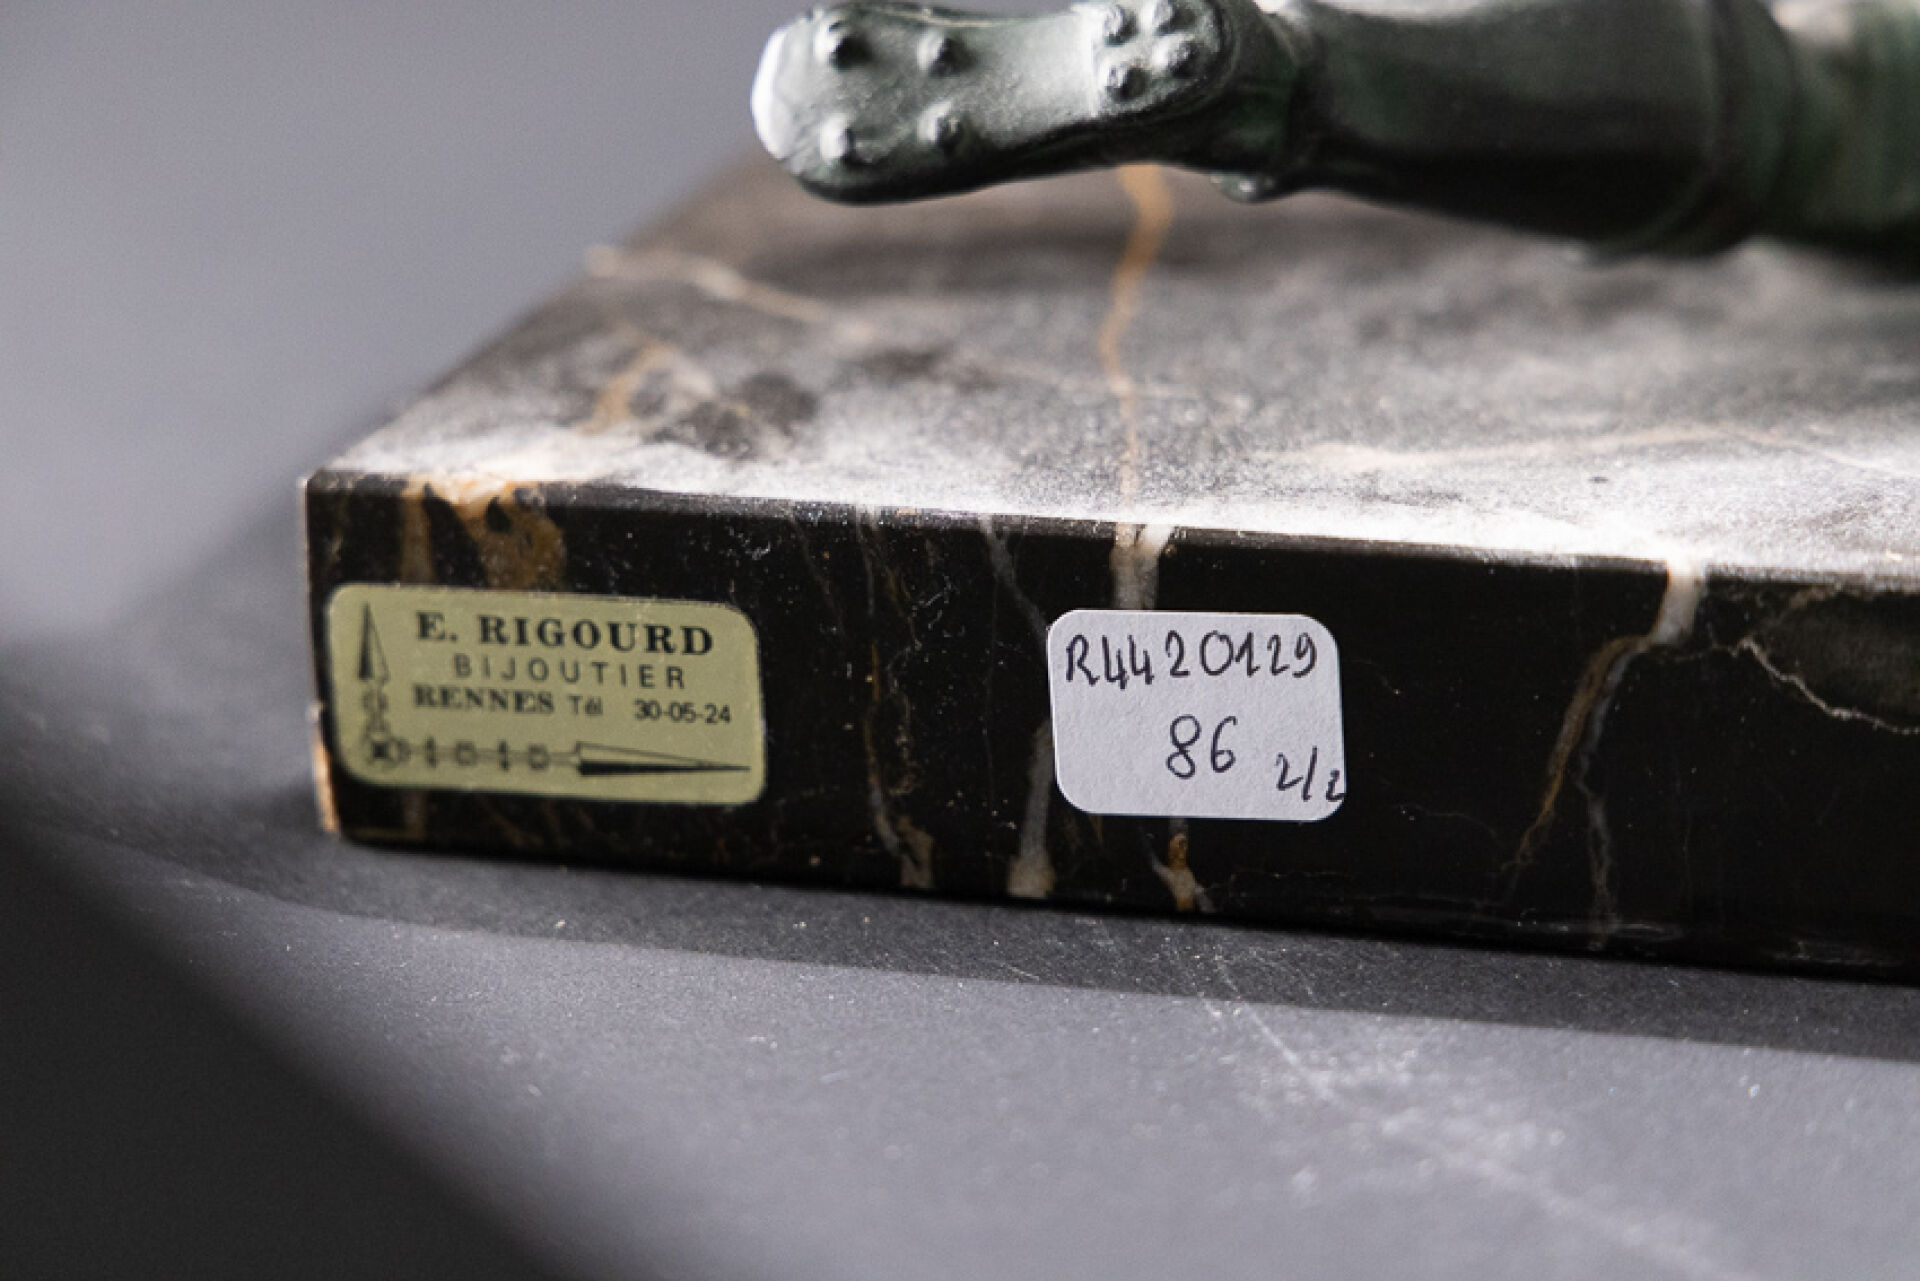 E. RIGOURD
BIJOUTIER
RENNES Tél 30-05-24
R4420129
86 2/2